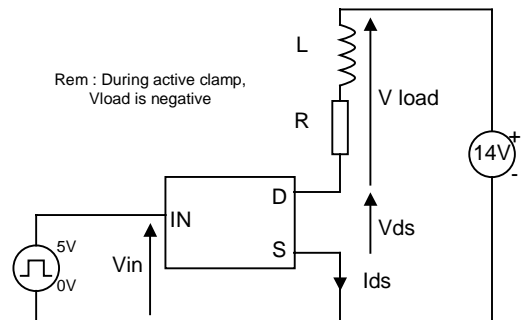 L
Rem : During active clamp,
Vload is negative
V load
R
14V
+
-
D
IN
Vds
S
5V
0V
Vin
Ids